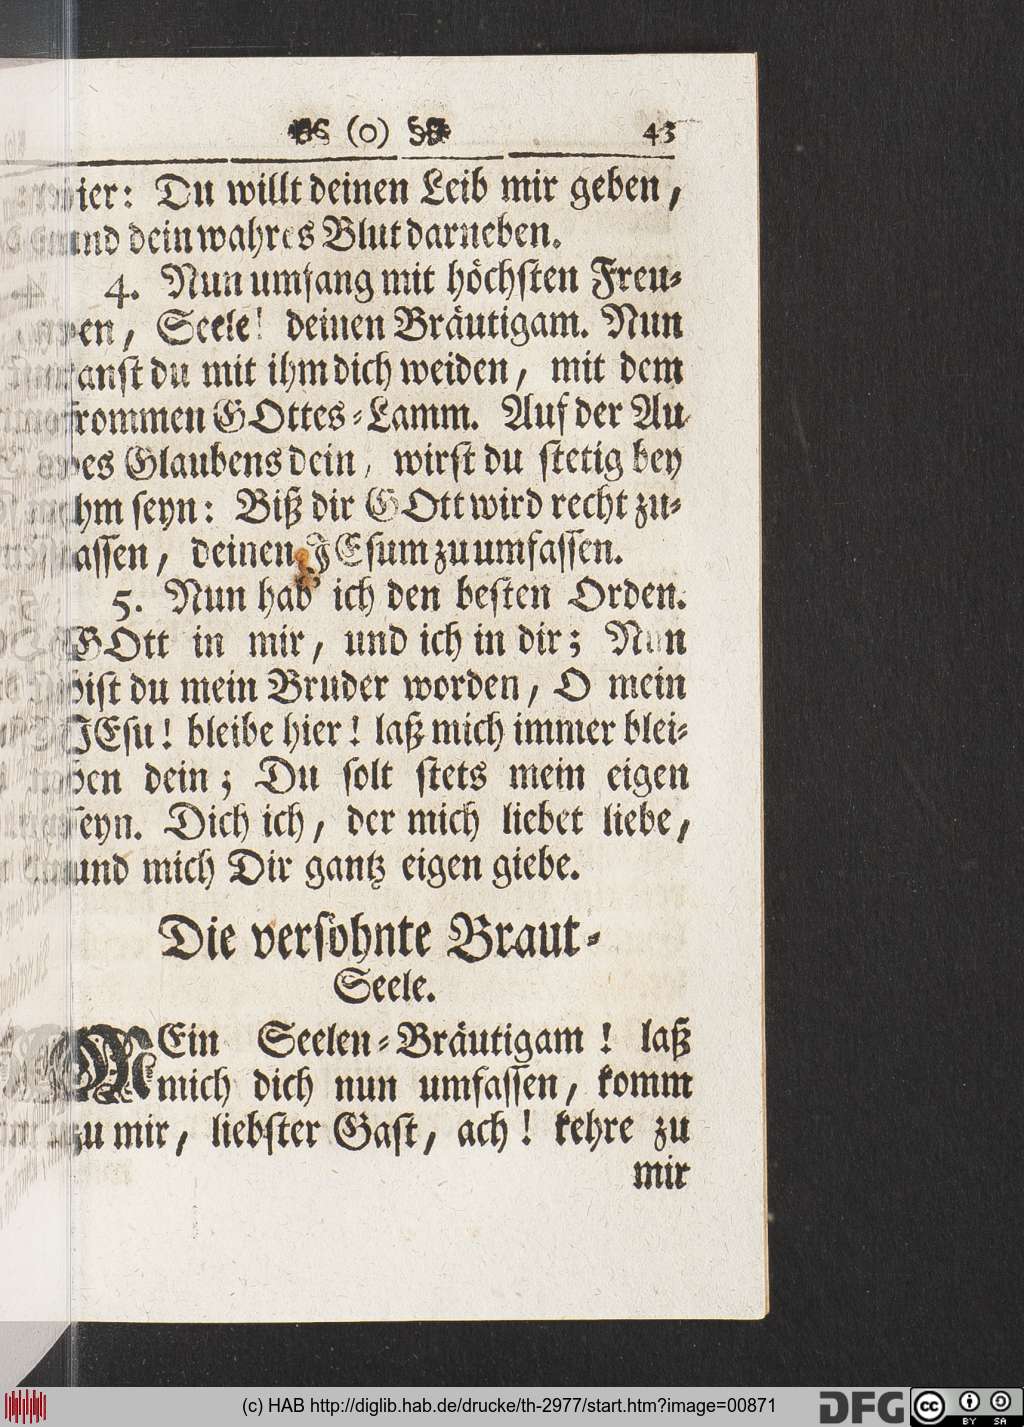 (o) 43
ier: Du willt deinen Leib mir geben,
und dein wahres Blut darneben.
4. Nun umfang mit höchsten Freu-
den, Seele! deinen Bräutigam. Nun
kanst du mit ihm dich weiden, mit dem
frommen GOttes-Lamm. Auf der Au
des Glaubens dein, wirst du stetig bey
ihm seyn: Biß dir GOtt wird recht zu-
lassen, deinen JEsum zu umfassen.
5. Nun hab' ich den besten Orden.
GOtt in mir, und ich in dir; Nun
bist du mein Bruder worden, O mein
JEsu! bleibe hier! laß mich immer blei-
ben dein; Du solt stets mein eigen
seyn. Dich ich, der mich liebet liebe,
und mich Dir gantz eigen giebe.
Die versöhnte Braut-
Seele.
MEin Seelen-Bräutigam! laß
mich dich nun umfassen, komm
zu mir, liebster Gast, ach! kehre zu
mir
(c) HAB http://diglib.hab.de/drucke/th-2977/start.htm?image=00871
DFG
cc BY SA